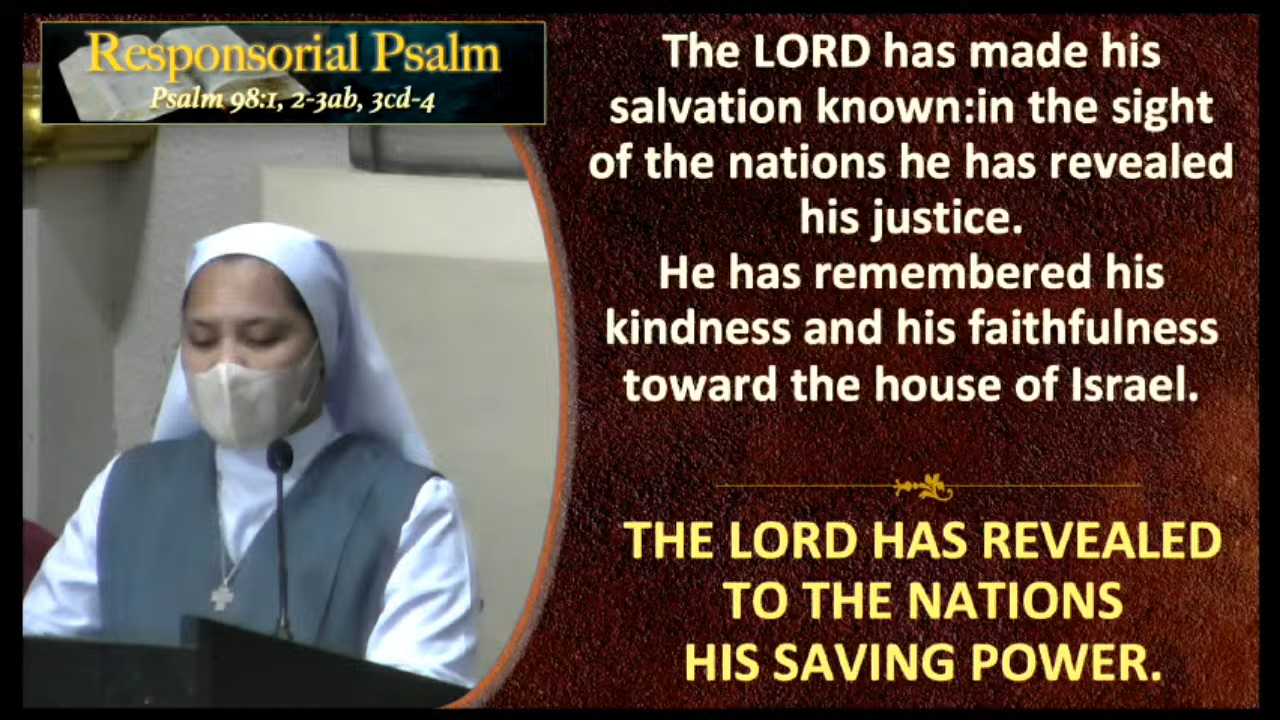 Responsorial Psalm
Psalm 98:1, 2-3ab, 3cd-4
The LORD has made his
salvation known:in the sight
of the nations he has revealed
his justice.
He has remembered his
kindness and his faithfulness
toward the house of Israel.
THE LORD HAS REVEALED
TO THE NATIONS
HIS SAVING POWER.